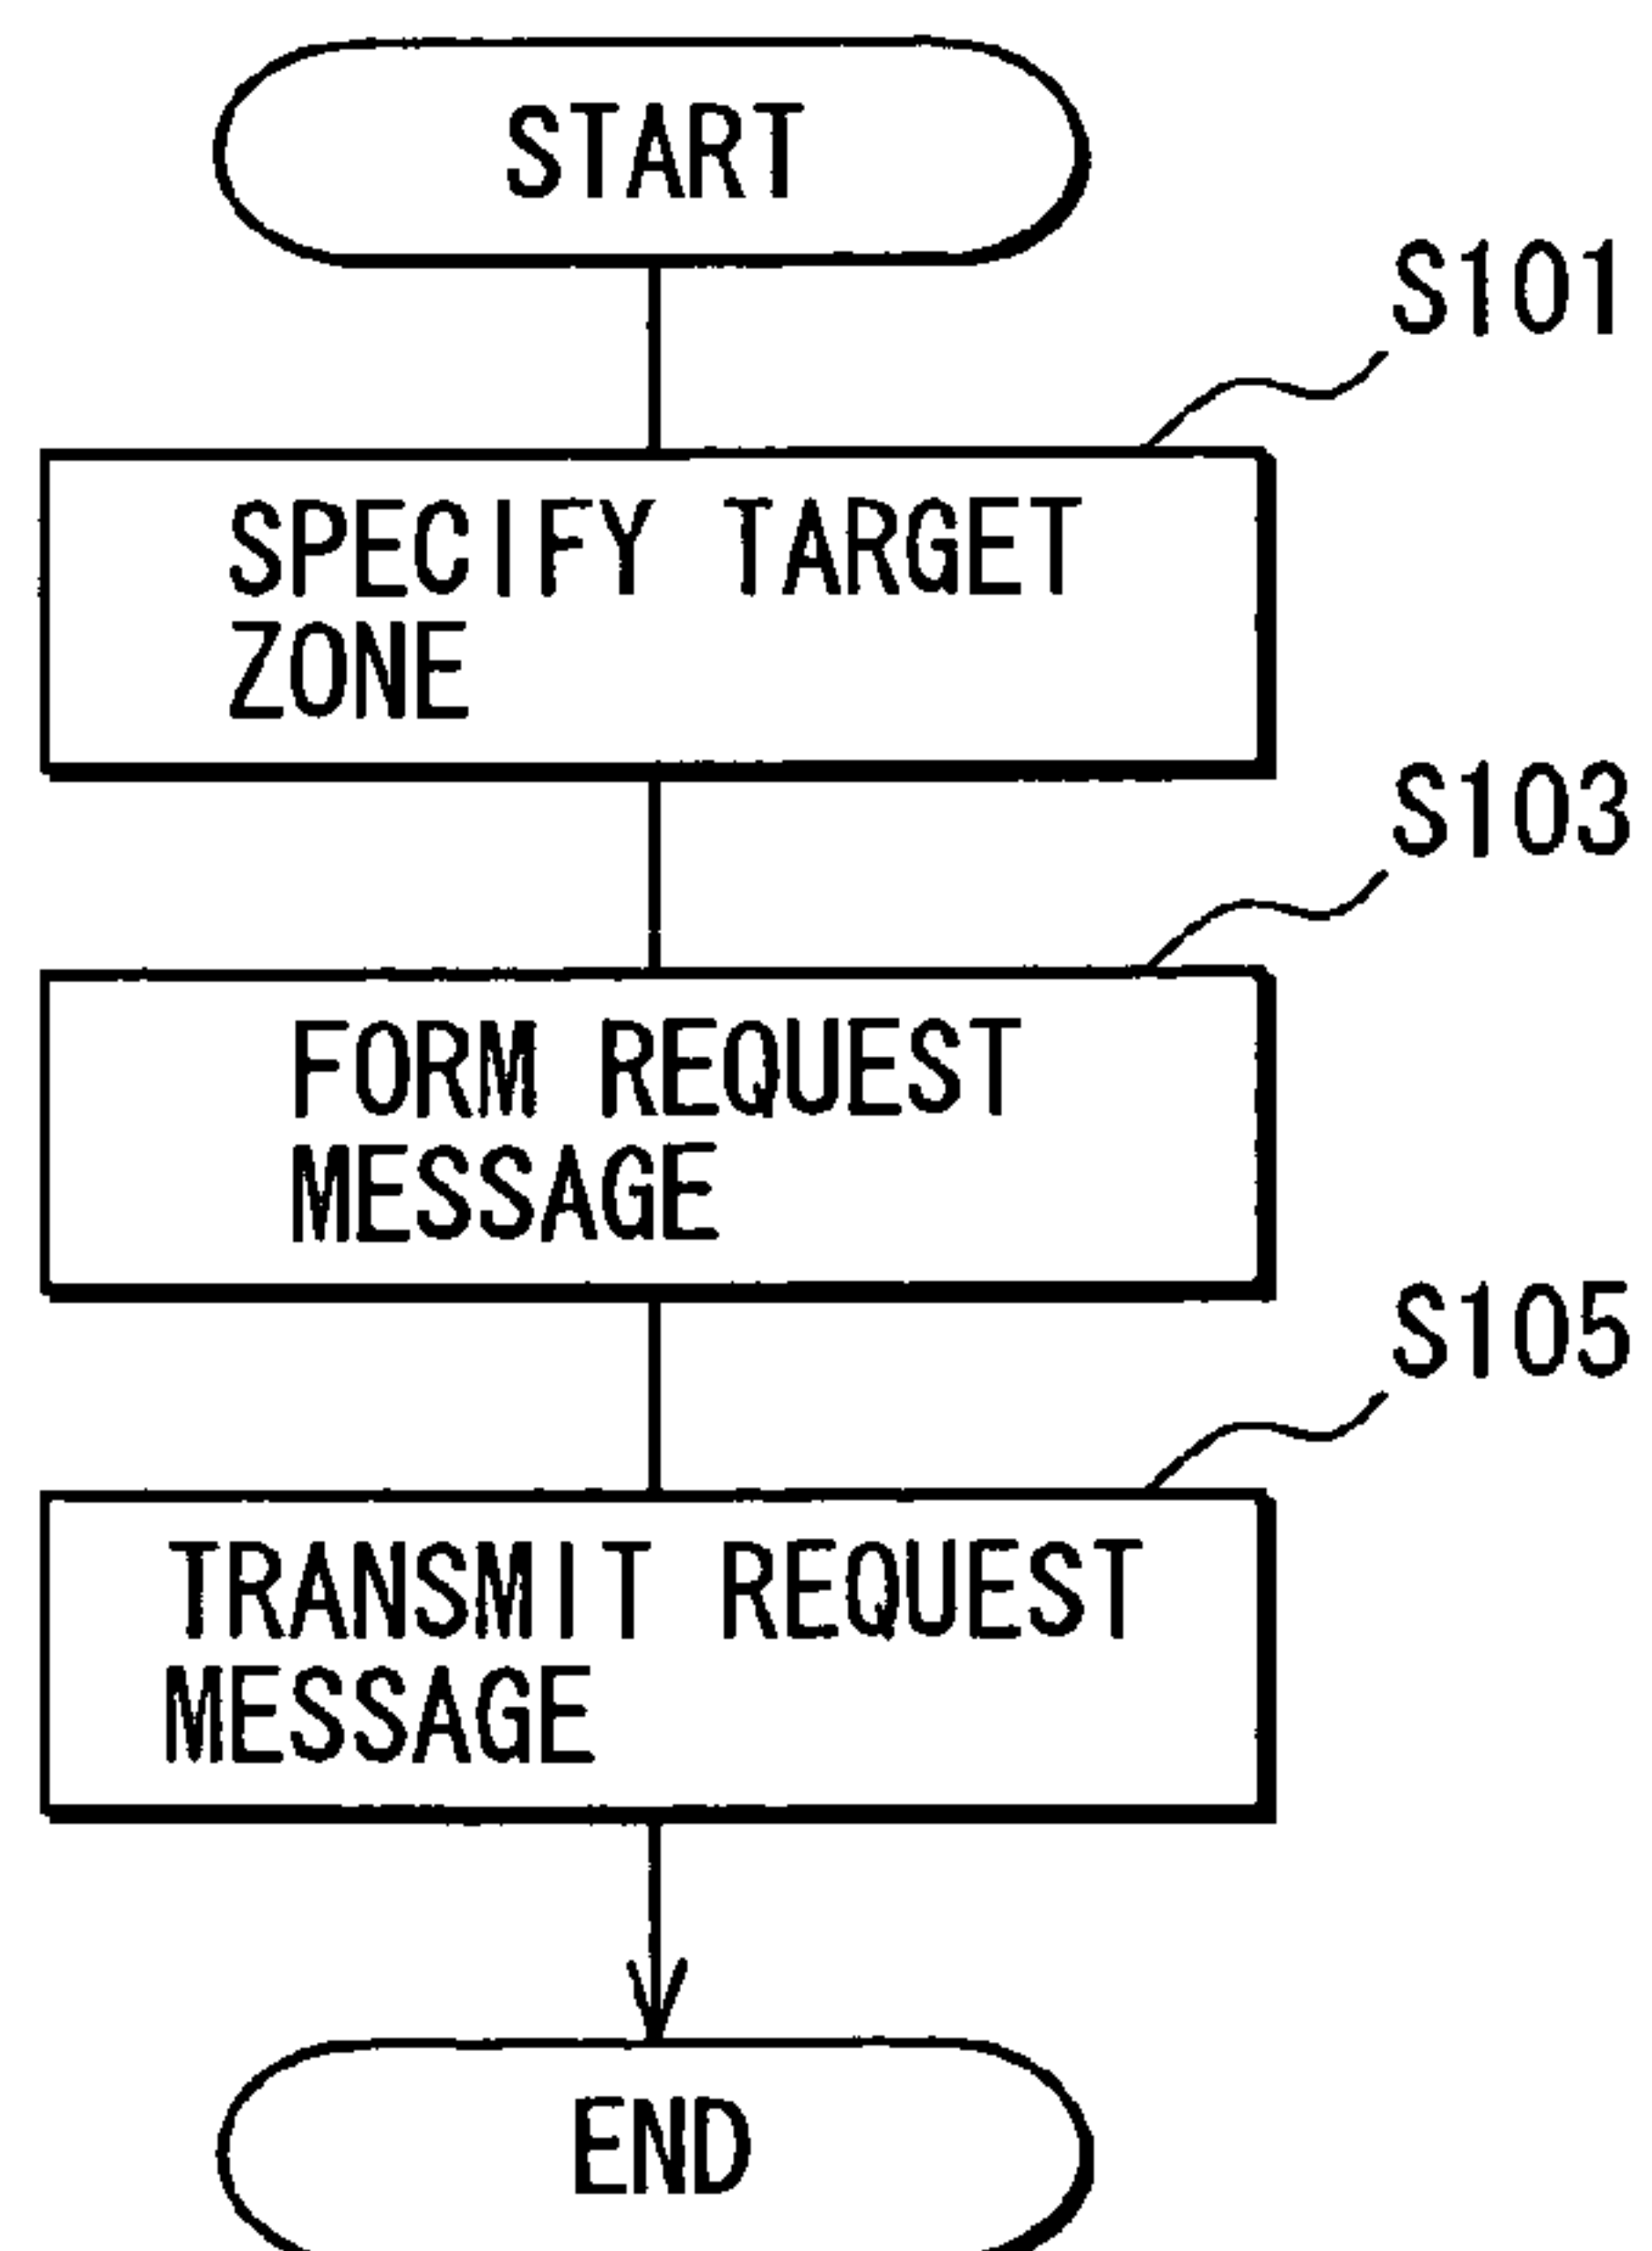 START
S101
SPECIFY TARGET
ZONE
S103
FORM REQUEST
MESSAGE
S105
TRANSMIT REQUEST
MESSAGE
END